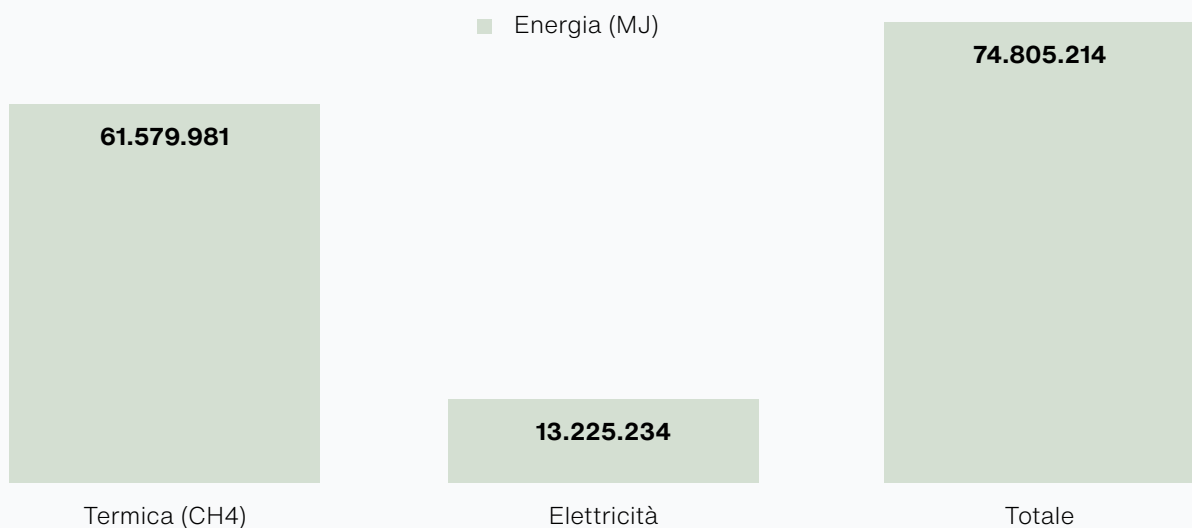 Energia (MJ)
74.805.214
61.579.981
13.225.234
Termica (CH4)
Elettricità
Totale